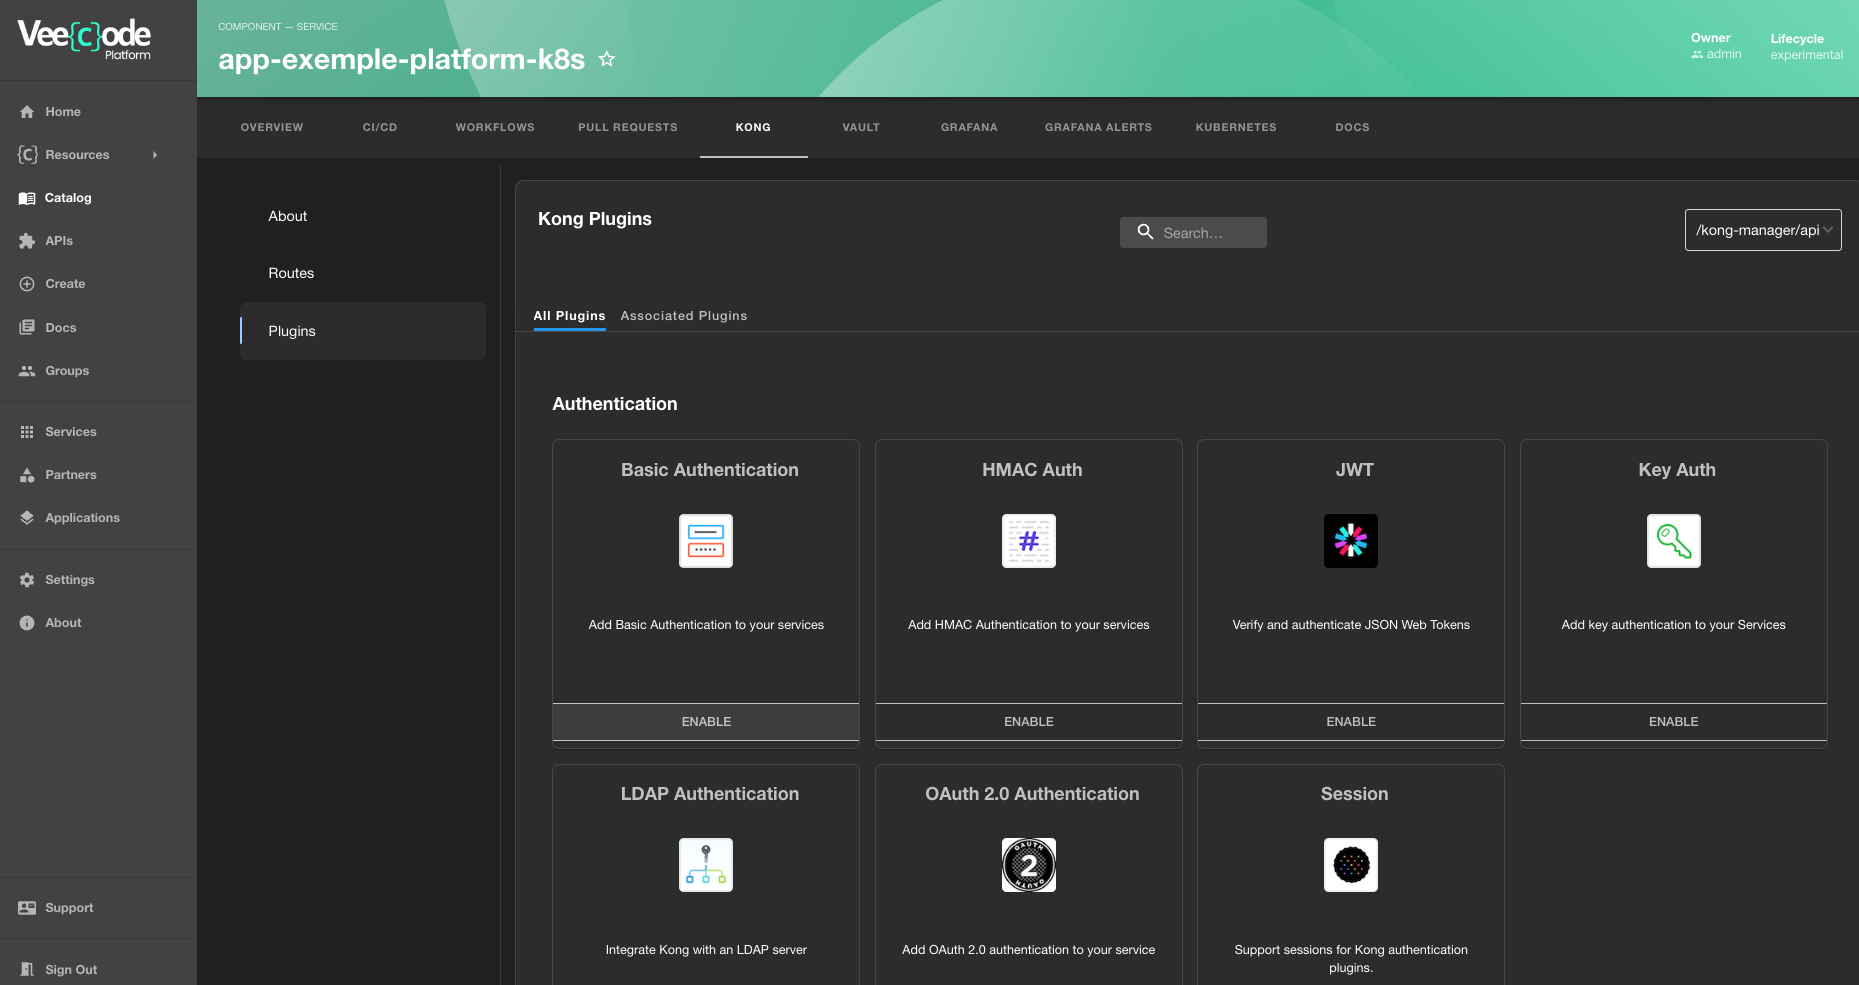 Vee{c}ode
Platform
Home
Resources
Catalog
APIs
Create
Docs
Groups
Services
Partners
Applications
Settings
About
Support
Sign Out
COMPONENT — SERVICE
app-exemple-platform-k8s
Owner
admin
Lifecycle
experimental
OVERVIEW
CI/CD
WORKFLOWS
PULL REQUESTS
KONG
VAULT
GRAFANA
GRAFANA ALERTS
KUBERNETES
DOCS
About
Routes
Plugins
Kong Plugins
Search...
/kong-manager/api
All Plugins
Associated Plugins
Authentication
Basic Authentication
Add Basic Authentication to your services
ENABLE
HMAC Auth
#
Add HMAC Authentication to your services
ENABLE
JWT
Verify and authenticate JSON Web Tokens
ENABLE
Key Auth
Add key authentication to your Services
ENABLE
LDAP Authentication
Integrate Kong with an LDAP server
OAuth 2.0 Authentication
OAUTH
2
OAUTH
Add OAuth 2.0 authentication to your service
Session
Support sessions for Kong authentication
plugins.